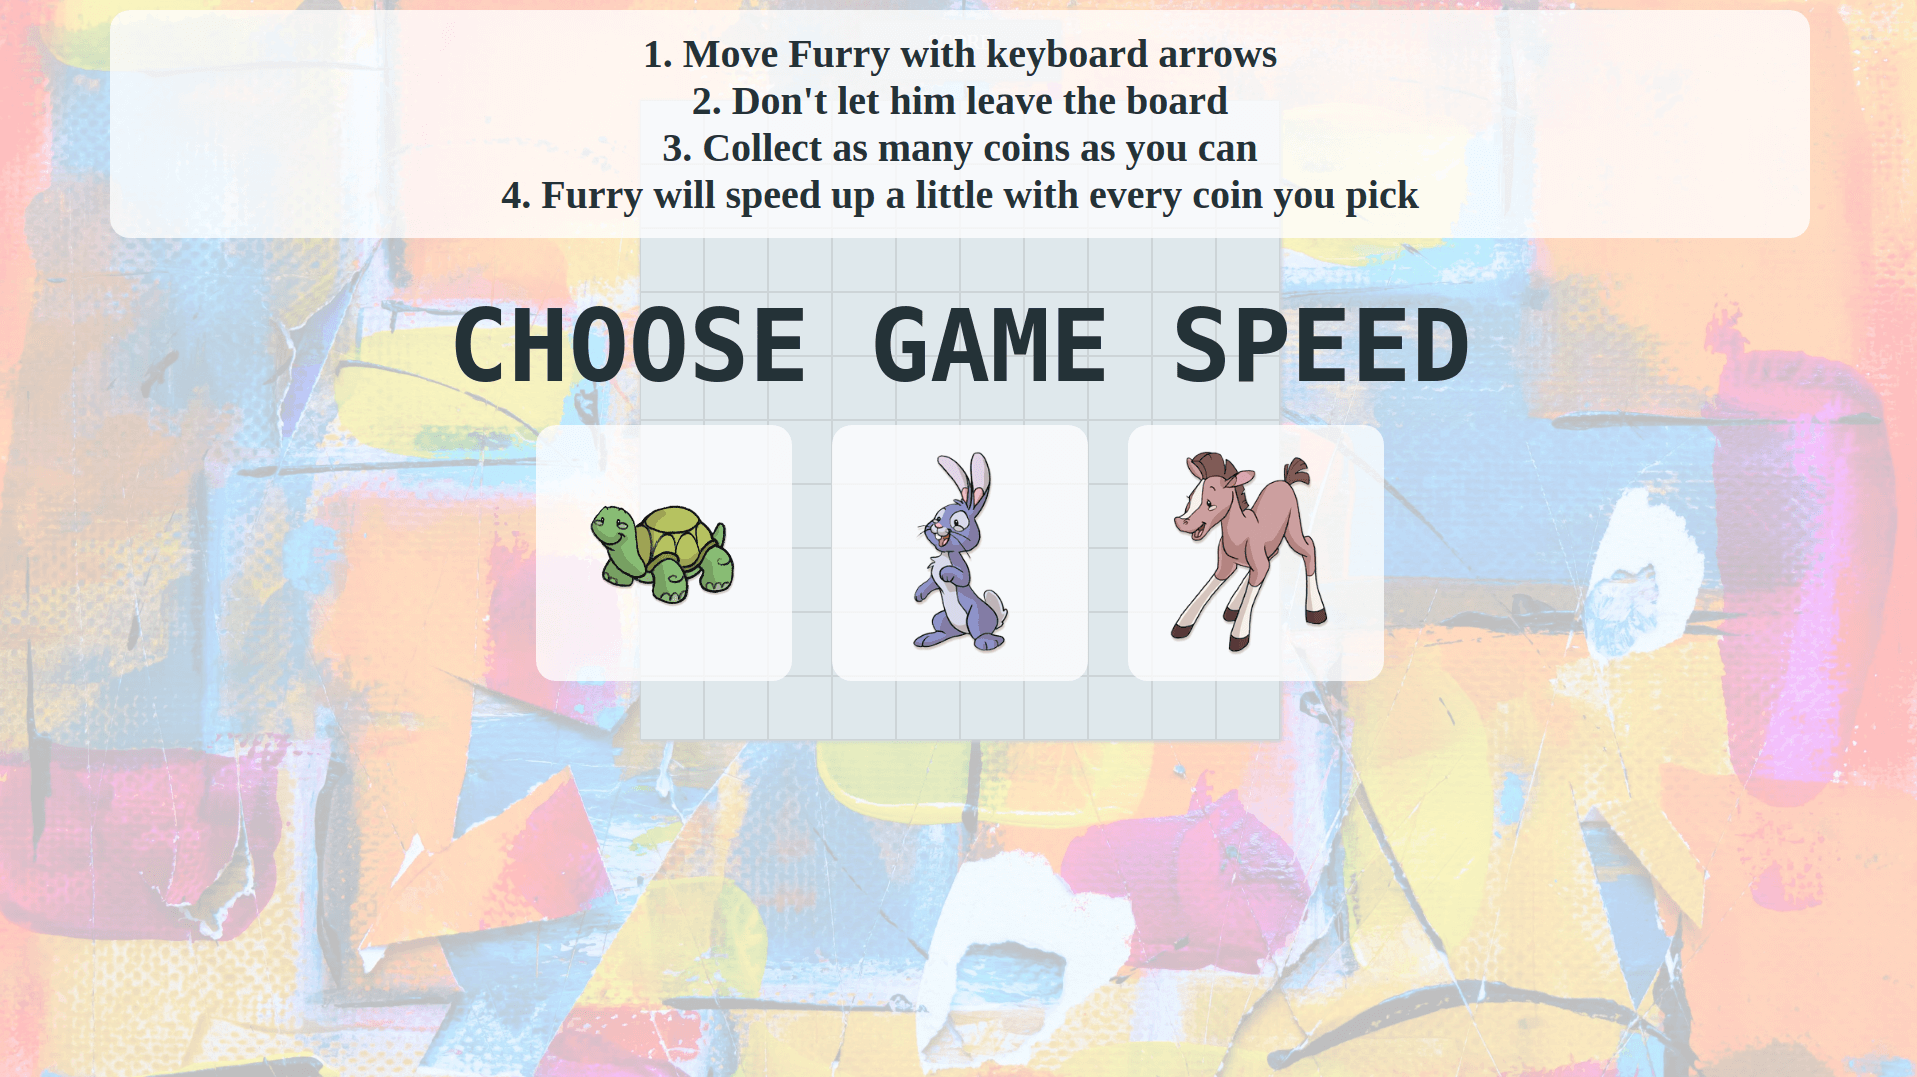 1. Move Furry with keyboard arrows
2. Don't let him leave the board
3. Collect as many coins as you can
4. Furry will speed up a little with every coin you pick
CHOOSE GAME SPEED